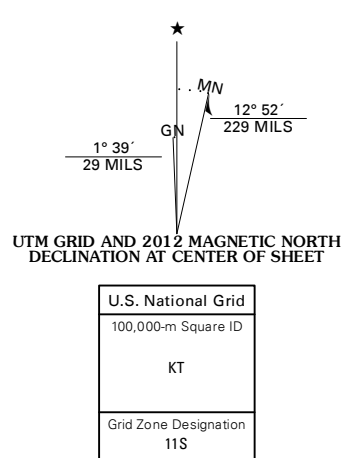 ★
MN
12° 52´
229 MILS
GN
1° 39´
29 MILS
UTM GRID AND 2012 MAGNETIC NORTH
DECLINATION AT CENTER OF SHEET
U.S. National Grid
100,000-m Square ID
KT
Grid Zone Designation
11S